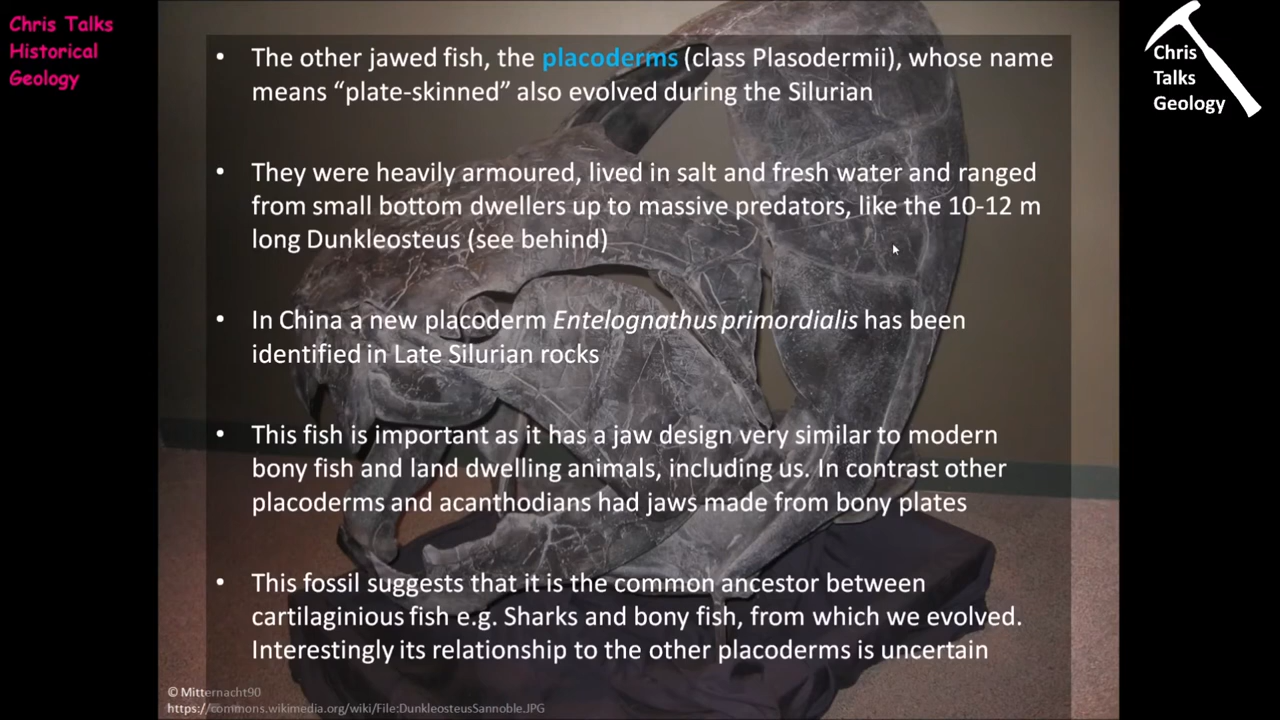 Chris Talks
Historical
Geology
Chris
Talks
Geology
• The other jawed fish, the placoderms (class Plasodermii), whose name
means “plate-skinned” also evolved during the Silurian
• They were heavily armoured, lived in salt and fresh water and ranged
from small bottom dwellers up to massive predators, like the 10-12 m
long Dunkleosteus (see behind)
• In China a new placoderm Entelognathus primordialis has been
identified in Late Silurian rocks
• This fish is important as it has a jaw design very similar to modern
bony fish and land dwelling animals, including us. In contrast other
placoderms and acanthodians had jaws made from bony plates
• This fossil suggests that it is the common ancestor between
cartilaginious fish e.g. Sharks and bony fish, from which we evolved.
Interestingly its relationship to the other placoderms is uncertain
© Mitternacht90
https://commons.wikimedia.org/wiki/File:DunkleosteusSannoble.JPG